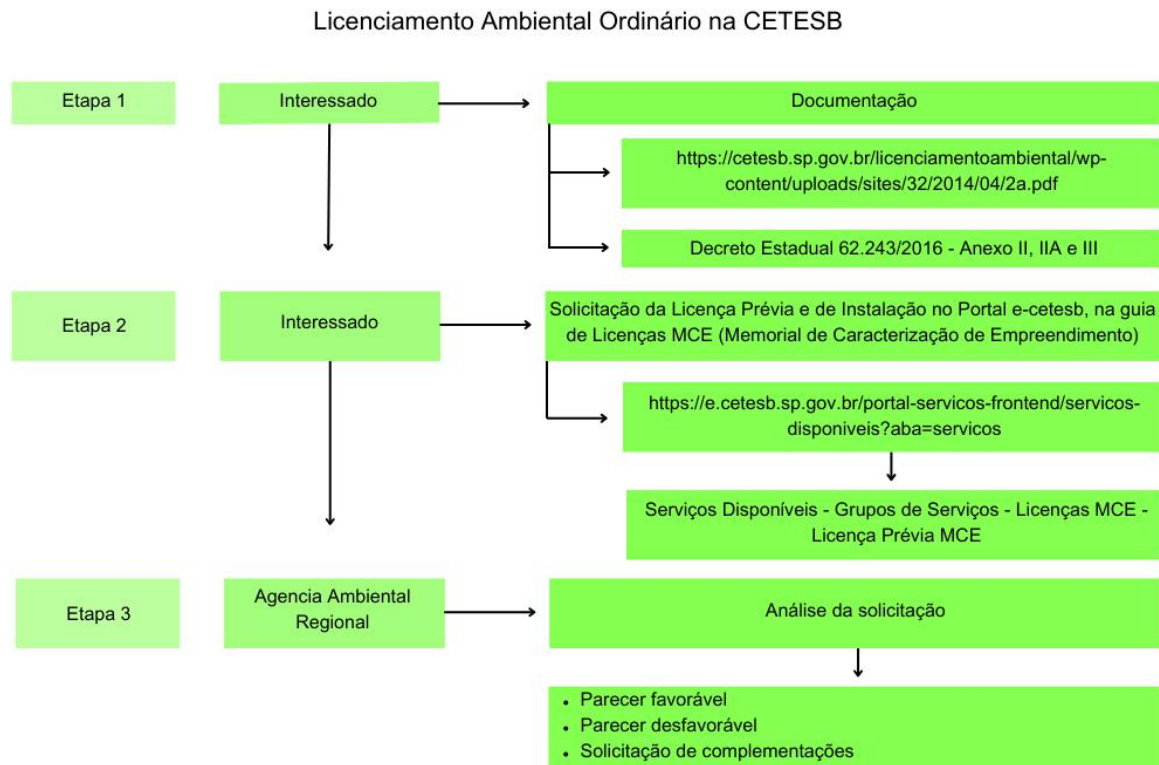 Licenciamento Ambiental Ordinário na CETESB
Etapa 1
Interessado
Documentação
https://cetesb.sp.gov.br/licenciamentoambiental/wp-
content/uploads/sites/32/2014/04/2a.pdf
Decreto Estadual 62.243/2016 - Anexo II, IIA e III
Etapa 2
Interessado
Solicitação da Licença Prévia e de Instalação no Portal e-cetesb, na guia
de Licenças MCE (Memorial de Caracterização de Empreendimento)
https://e.cetesb.sp.gov.br/portal-servicos-frontend/servicos-
disponiveis?aba=servicos
Serviços Disponíveis - Grupos de Serviços - Licenças MCE -
Licença Prévia MCE
Etapa 3
Agencia Ambiental
Regional
Análise da solicitação
• Parecer favorável
• Parecer desfavorável
• Solicitação de complementações